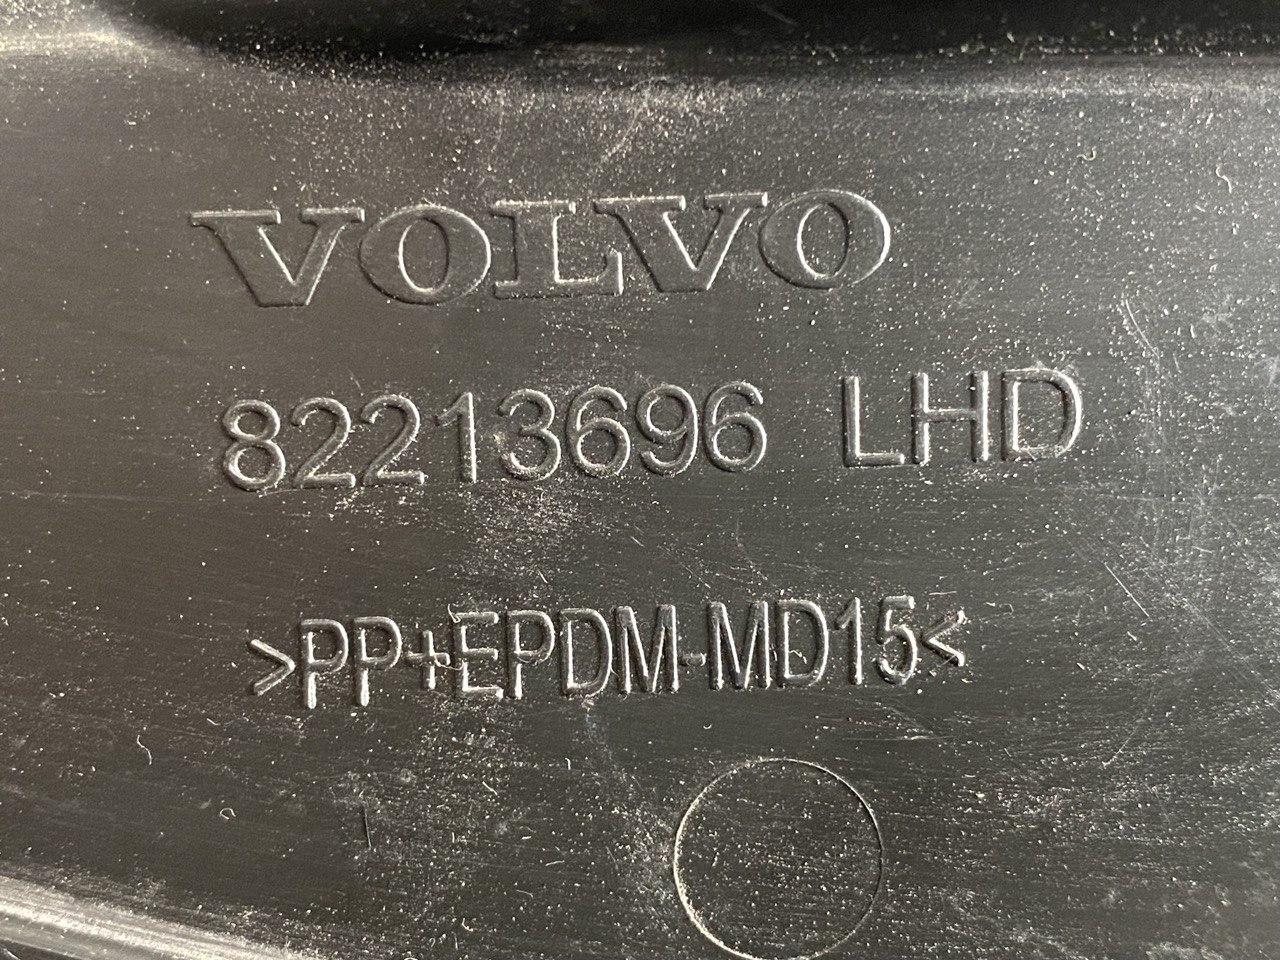 VOLVO
82213696 LHD
>PP+EPDM-MD15<